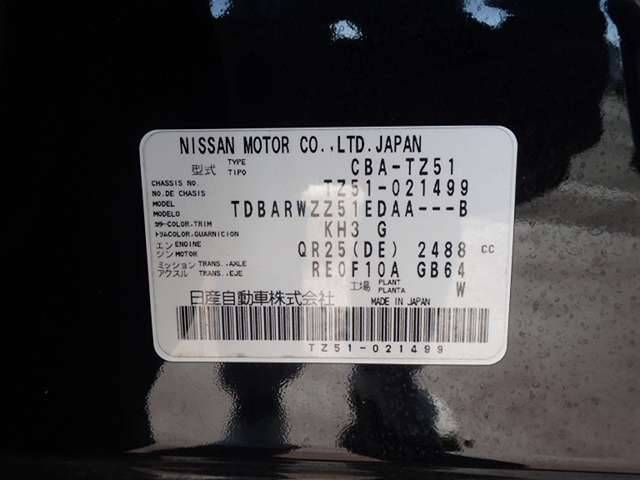 NISSAN MOTOR CO.,LTD.JAPAN
型式 TYPE TIPO CBA-TZ51
CHASSIS NO. NO.DE CHASIS TZ51-021499
MODEL MODELO TDBARWZZ51EDAA---B
カラー COLOR.TRIM トリム COLOR.GUARNICION KH3 G
エンジン ENGINE MOTOR QR25(DE) 2488 cc
ミッション TRANS. AXLE アクスル TRANS. EJE RE0F10A GB64
工場 PLANT PLANTA W
日産自動車株式会社 MADE IN JAPAN
TZ51-021499